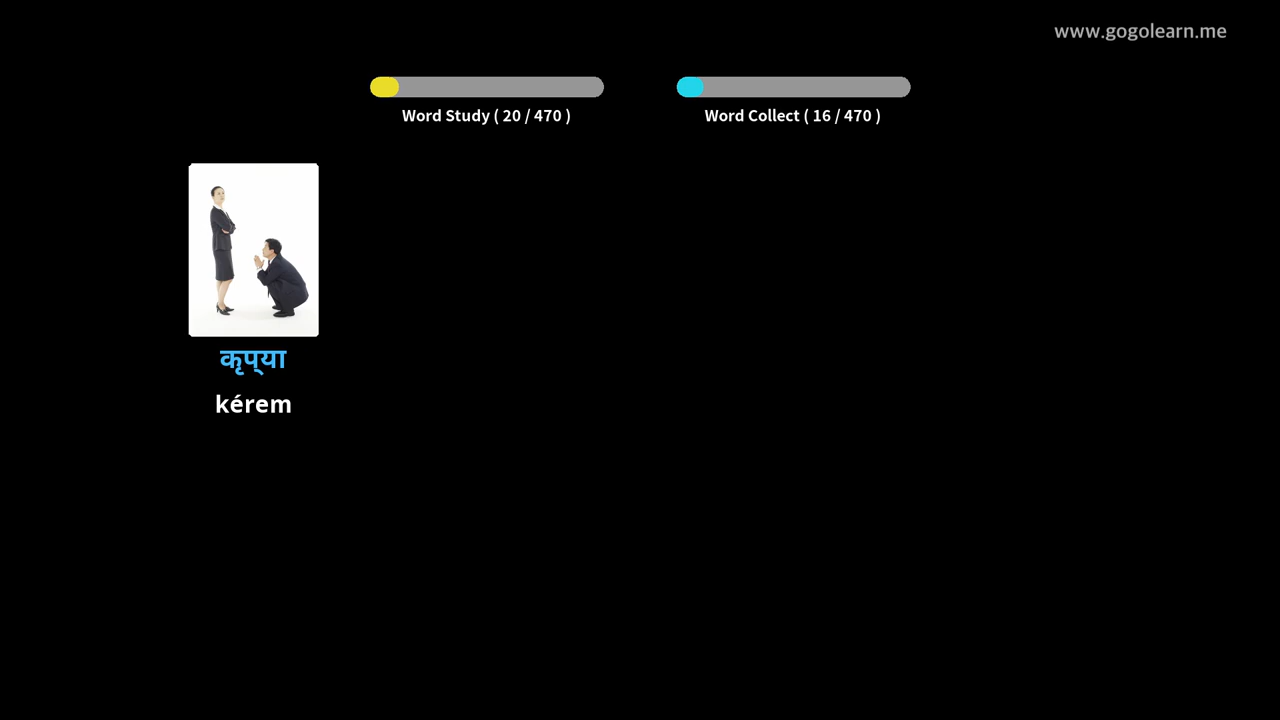 www.gogolearn.me
Word Study ( 20 / 470 )
Word Collect ( 16 / 470 )
कृप्या
kérem